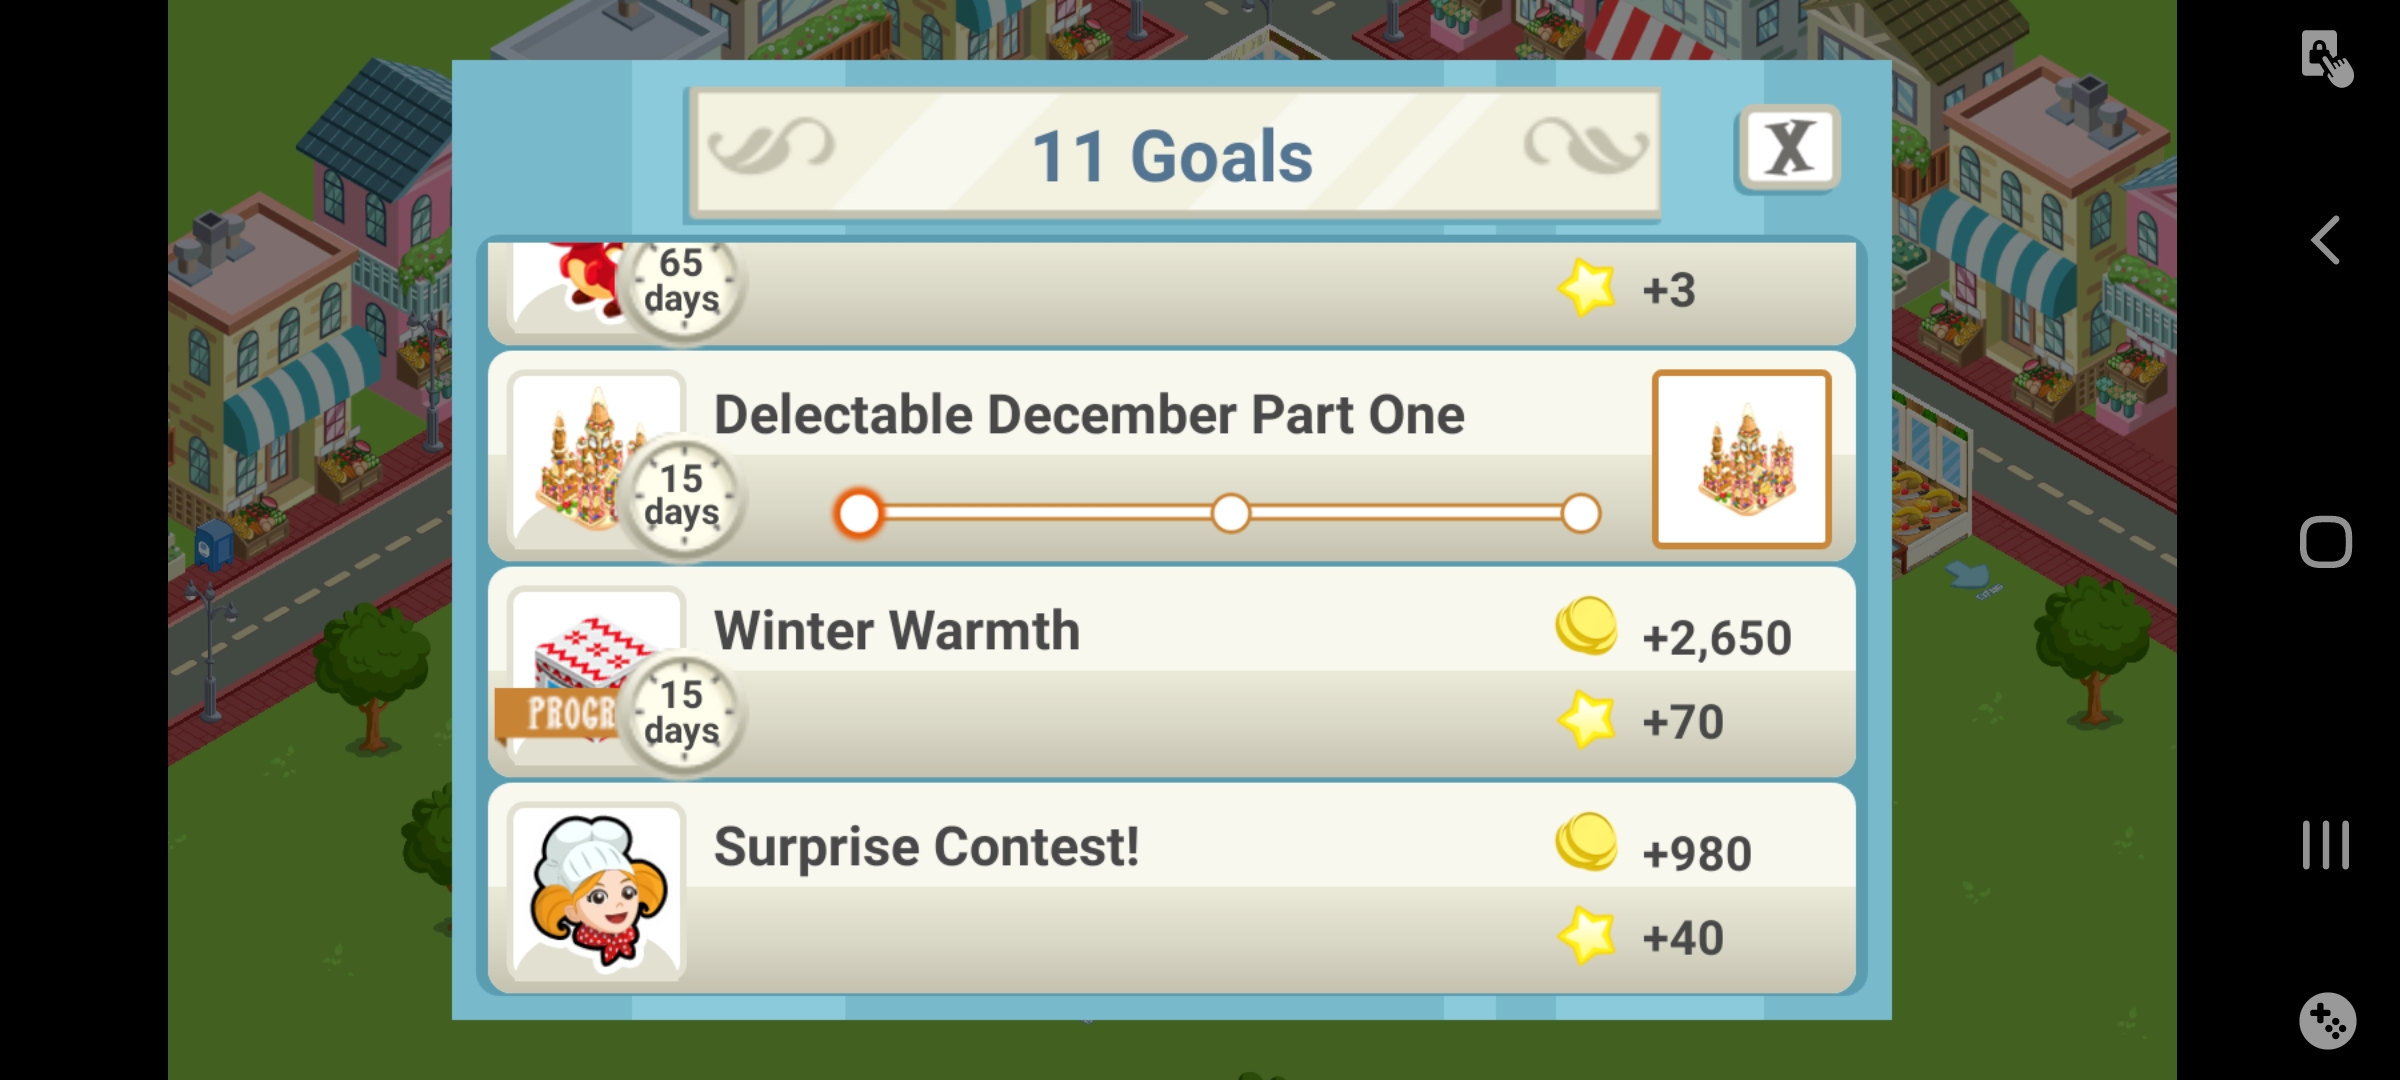 11 Goals
X
65
days
+3
Delectable December Part One
15
days
Winter Warmth
+2,650
PROGR
15
days
+70
Surprise Contest!
+980
+40